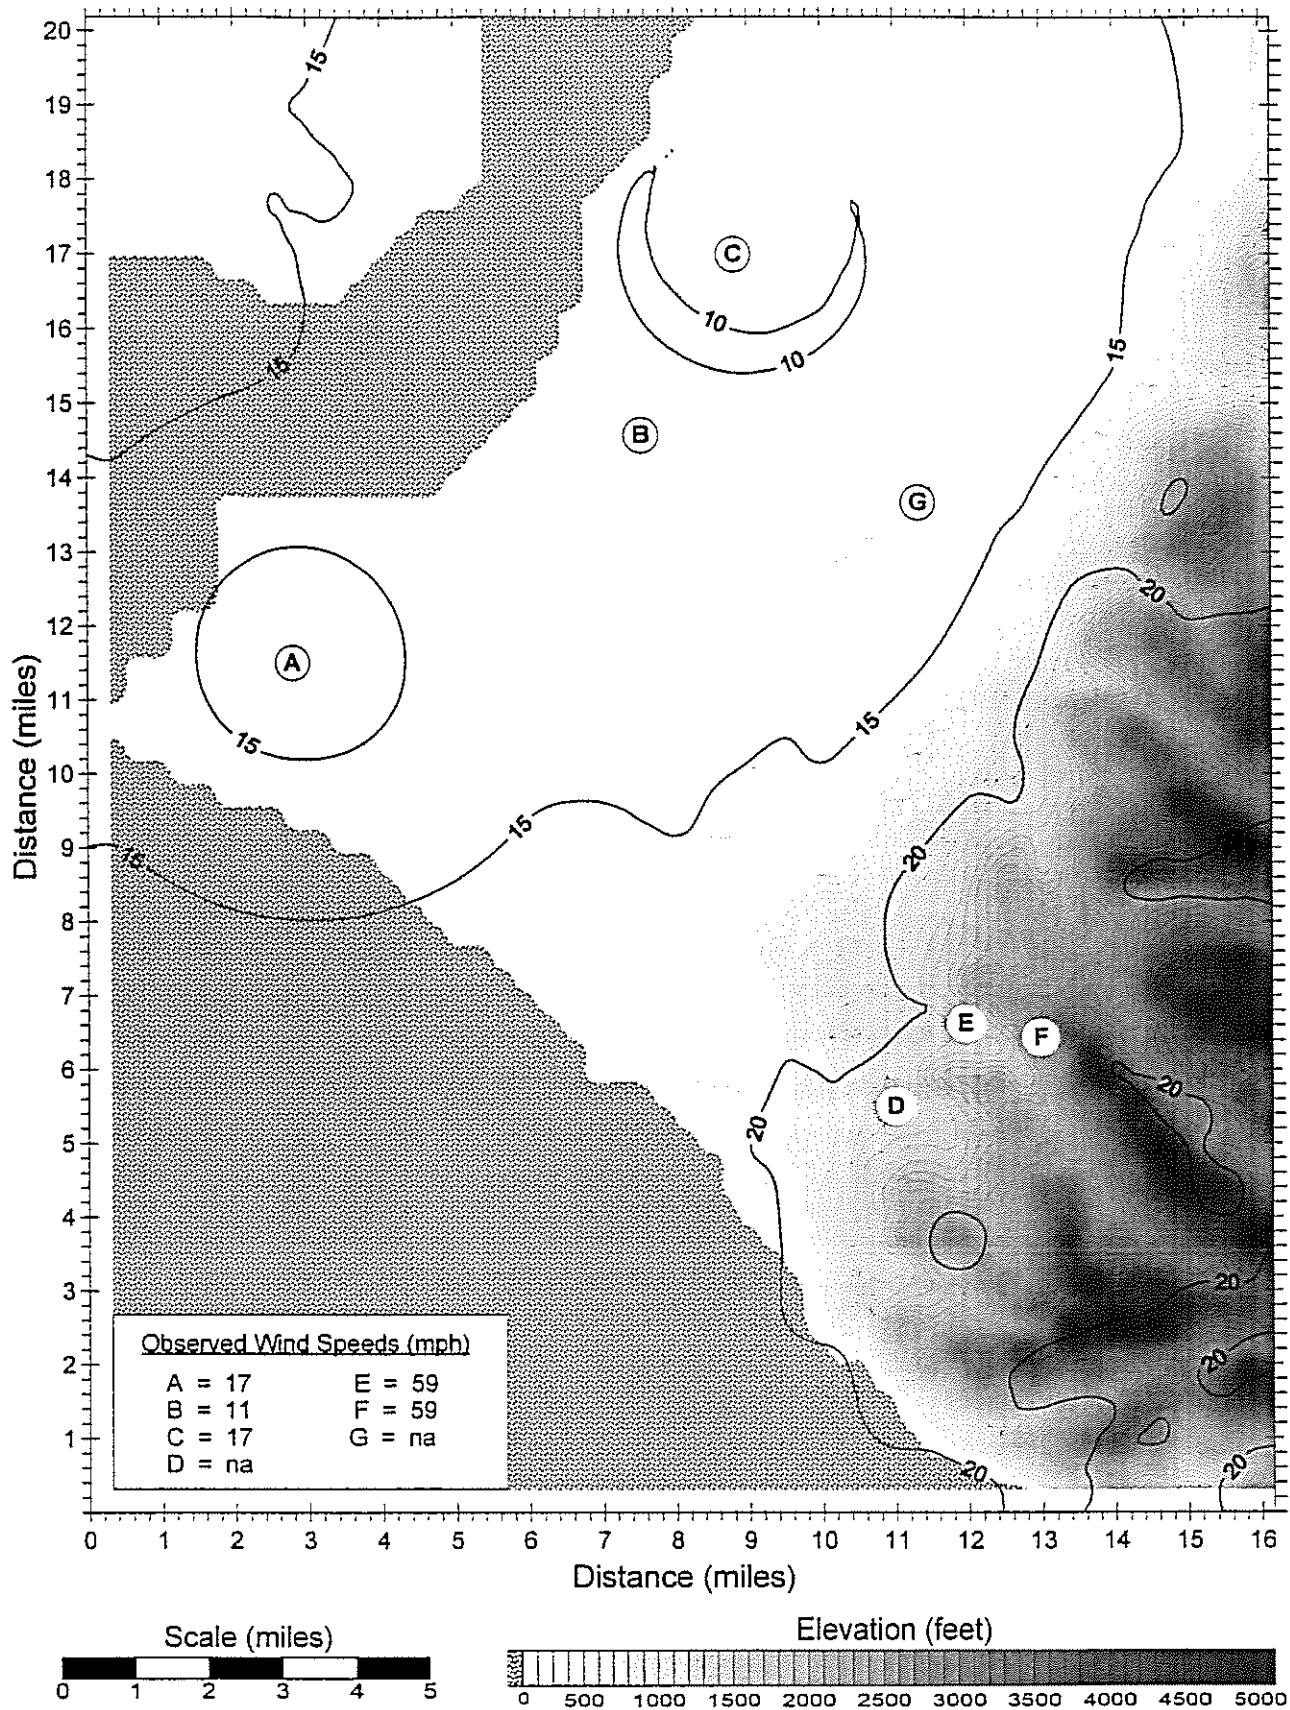 20
19
18
17
16
15
14
13
12
11
10
9
8
7
6
5
4
3
2
1
Distance (miles)
15
15
15
15
10
10
15
15
15
15
20
20
20
20
20
20
20
20
A
B
C
G
E
F
D
Observed Wind Speeds (mph)
A = 17 E = 59
B = 11 F = 59
C = 17 G = na
D = na
0 1 2 3 4 5 6 7 8 9 10 11 12 13 14 15 16
Distance (miles)
Scale (miles)
0 1 2 3 4 5
Elevation (feet)
0 500 1000 1500 2000 2500 3000 3500 4000 4500 5000